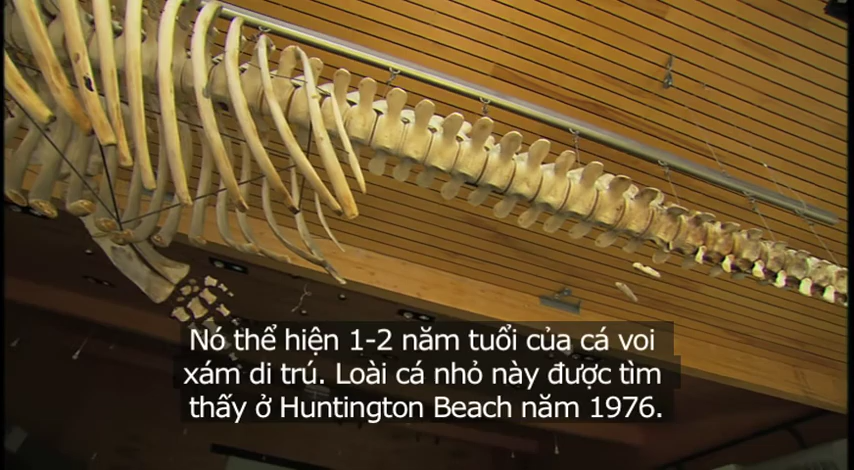 Nó thể hiện 1-2 năm tuổi của cá voi
xám di trú. Loài cá nhỏ này được tìm
thấy ở Huntington Beach năm 1976.